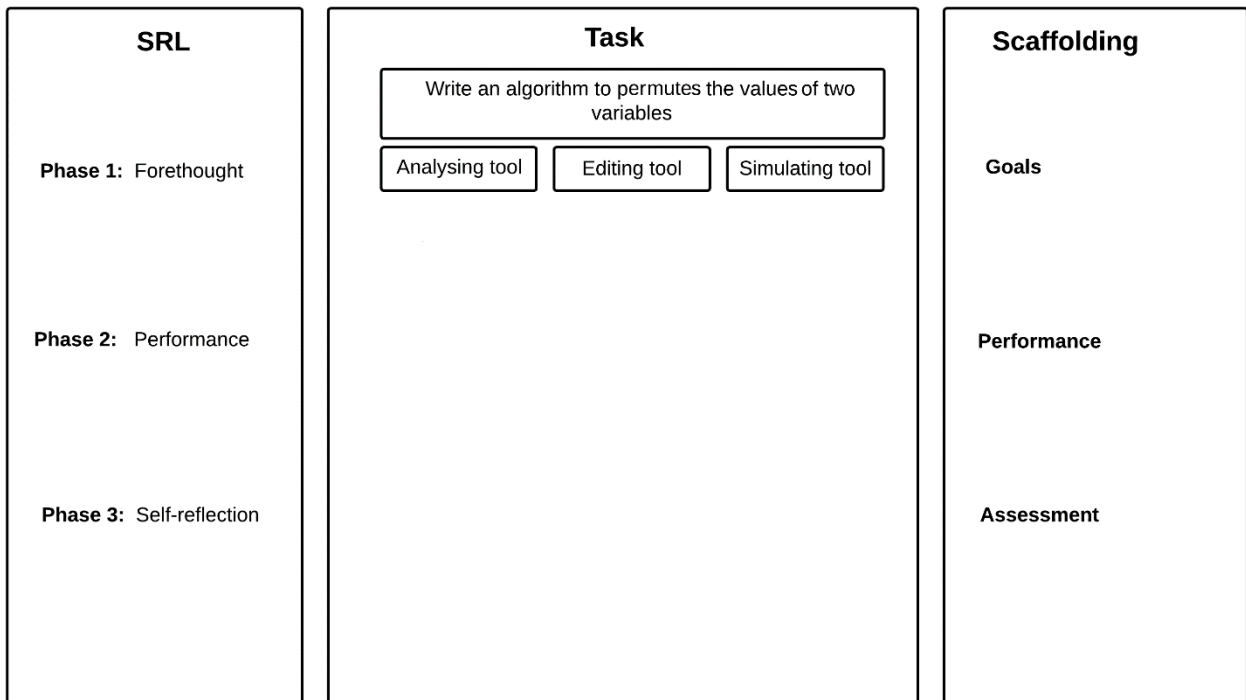 SRL
Phase 1: Forethought
Phase 2: Performance
Phase 3: Self-reflection
Task
Write an algorithm to permutes the values of two
variables
Analysing tool
Editing tool
Simulating tool
Scaffolding
Goals
Performance
Assessment